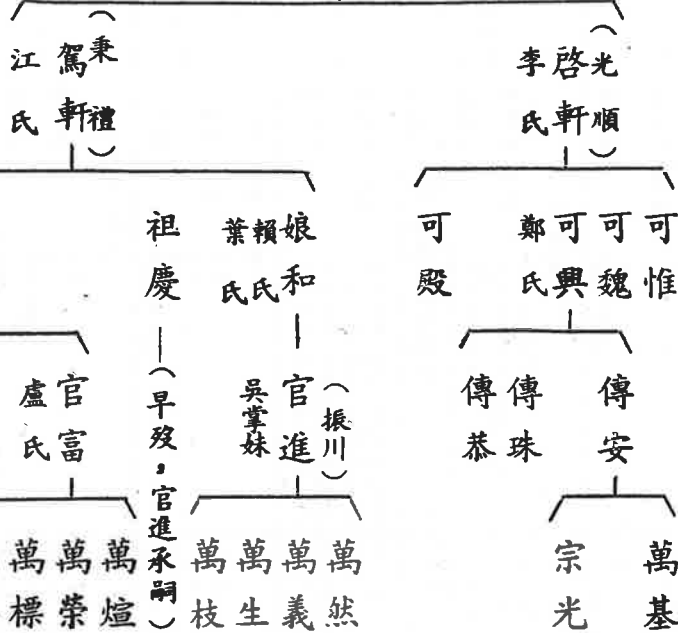 (光順)
啓軒
李氏
(秉禮)
駕軒
江氏
可惟
可魏
可興
鄭氏
可殿
娘和
賴氏
葉氏
祖慶
傳安
傳珠
傳恭
(振川)
官進
吳掌妹
(早歿,官進承嗣)
官富
盧氏
萬基
宗光
萬然
萬義
萬生
萬枝
萬煊
萬榮
萬標